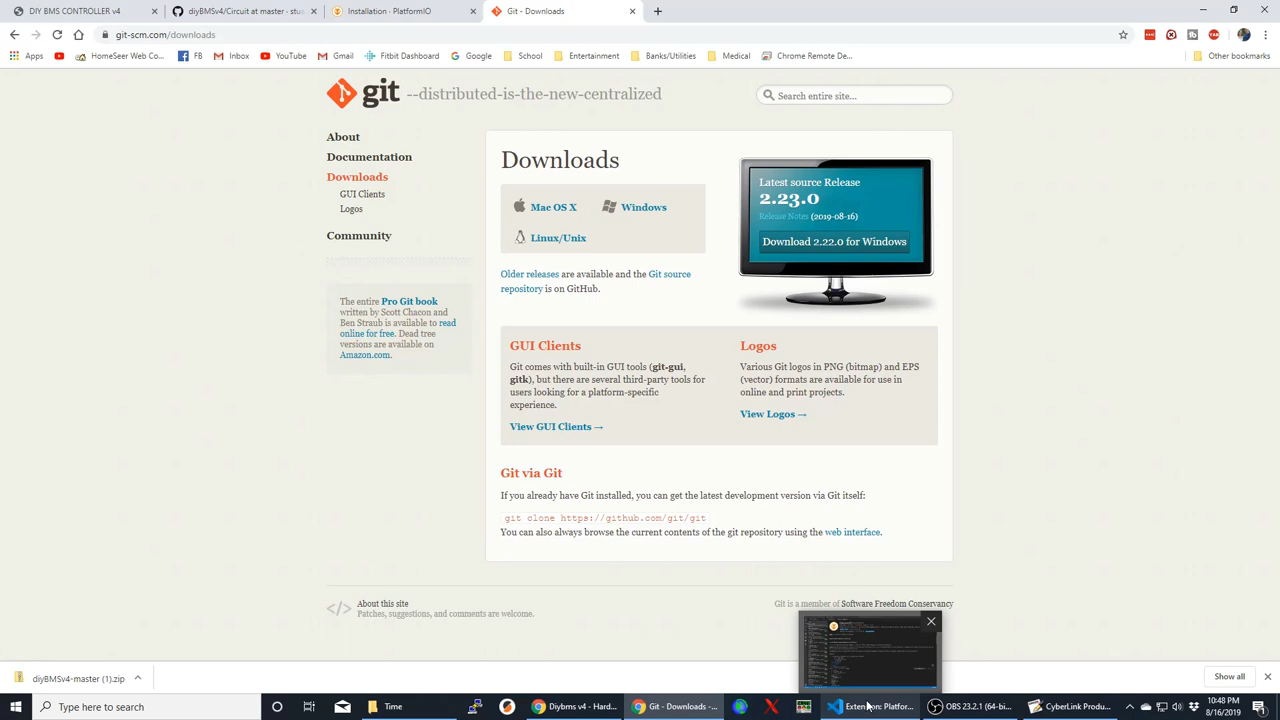 DIY BMS CONTROLLER v4
diyBMSv4/Circuit at master · stu
Installation - PlatformIO
Git - Downloads
git-scm.com/downloads
Apps
HomeSeer Web Co...
FB
Inbox
YouTube
Gmail
Fitbit Dashboard
Google
School
Entertainment
Banks/Utilities
Medical
Chrome Remote De...
Other bookmarks
git --distributed-is-the-new-centralized
Search entire site...
About
Documentation
Downloads
GUI Clients
Logos
Community
The entire Pro Git book
written by Scott Chacon and
Ben Straub is available to read
online for free. Dead tree
versions are available on
Amazon.com.
Downloads
Mac OS X
Windows
Linux/Unix
Older releases are available and the Git source
repository is on GitHub.
Latest source Release
2.23.0
Release Notes (2019-08-16)
Download 2.22.0 for Windows
GUI Clients
Git comes with built-in GUI tools (git-gui,
gitk), but there are several third-party tools for
users looking for a platform-specific
experience.
View GUI Clients →
Logos
Various Git logos in PNG (bitmap) and EPS
(vector) formats are available for use in
online and print projects.
View Logos →
Git via Git
If you already have Git installed, you can get the latest development version via Git itself:
git clone https://github.com/git/git
You can also always browse the current contents of the git repository using the web interface.
</> About this site
Patches, suggestions, and comments are welcome.
Git is a member of Software Freedom Conservancy
diyBMSv4-master
Show all
Type here to
Time
Diybms v4 - Hard...
Git - Downloads -...
Extension: Platfor...
OBS 23.2.1 (64-bi...
CyberLink Produc...
10:48 PM
8/16/2019